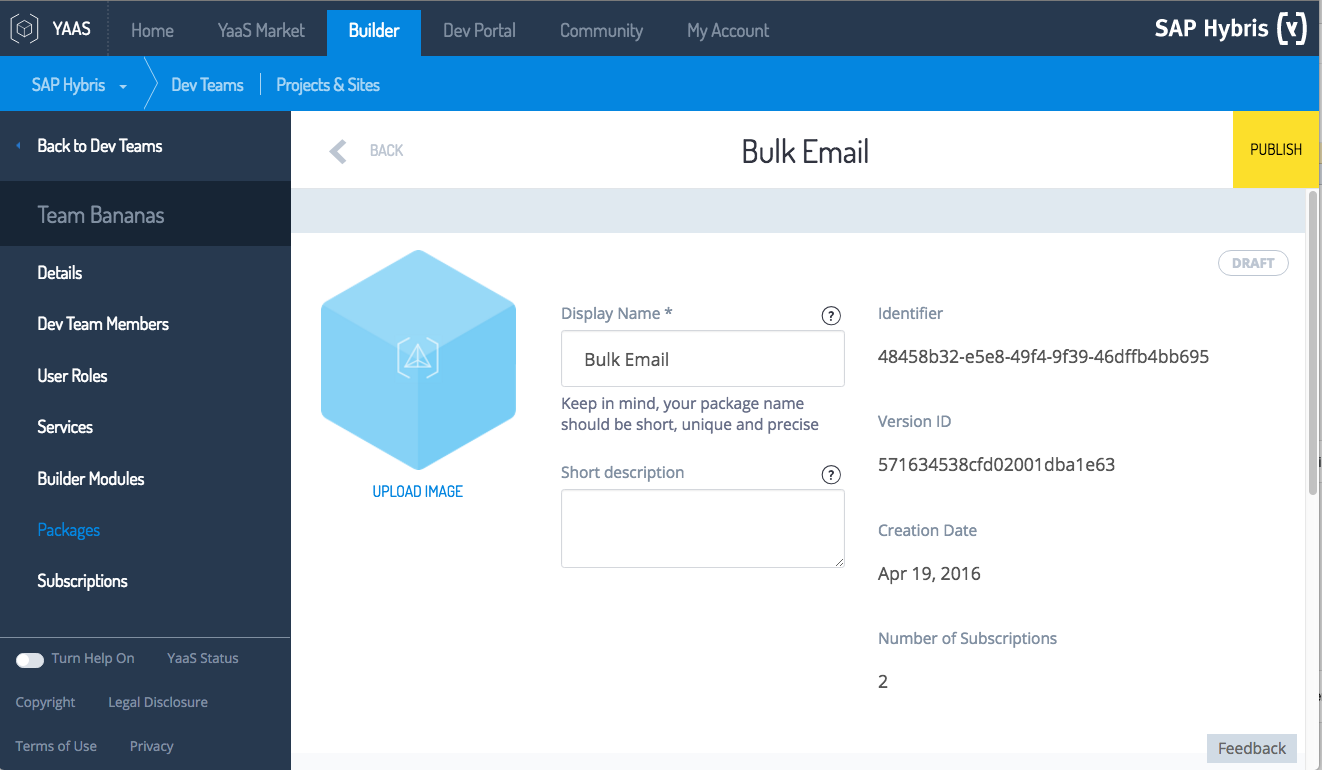 YAAS
Home
YaaS Market
Builder
Dev Portal
Community
My Account
SAP Hybris (Y)
SAP Hybris
Dev Teams
Projects & Sites
Back to Dev Teams
Team Bananas
Details
Dev Team Members
User Roles
Services
Builder Modules
Packages
Subscriptions
Turn Help On
YaaS Status
Copyright
Legal Disclosure
Terms of Use
Privacy
BACK
Bulk Email
PUBLISH
DRAFT
UPLOAD IMAGE
Display Name *
?
Bulk Email
Keep in mind, your package name
should be short, unique and precise
Short description
?
Identifier
48458b32-e5e8-49f4-9f39-46dffb4bb695
Version ID
571634538cfd02001dba1e63
Creation Date
Apr 19, 2016
Number of Subscriptions
2
Feedback